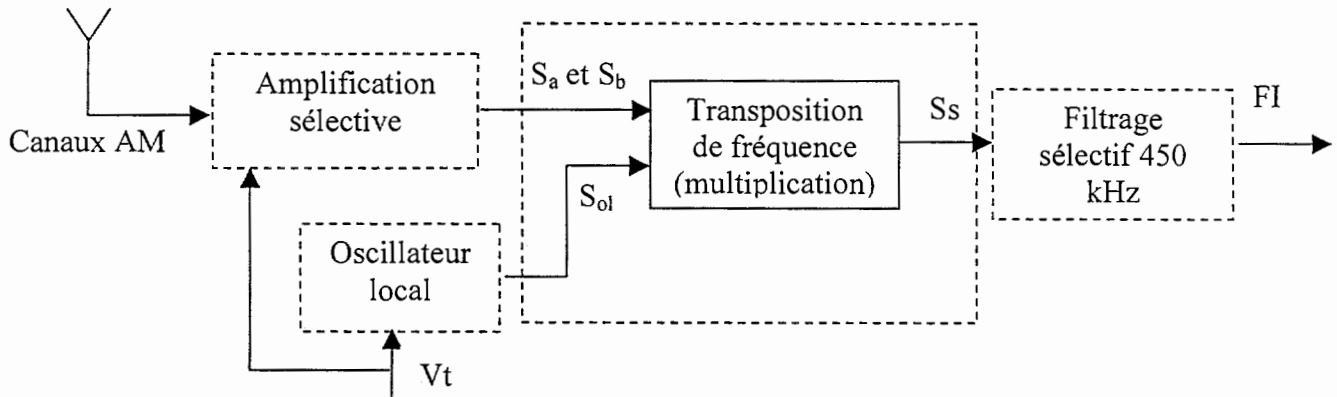 Canaux AM
Amplification
sélective
Sa et Sb
Sol
Oscillateur
local
Vt
Transposition
de fréquence
(multiplication)
Ss
Filtrage
sélectif 450
kHz
FI